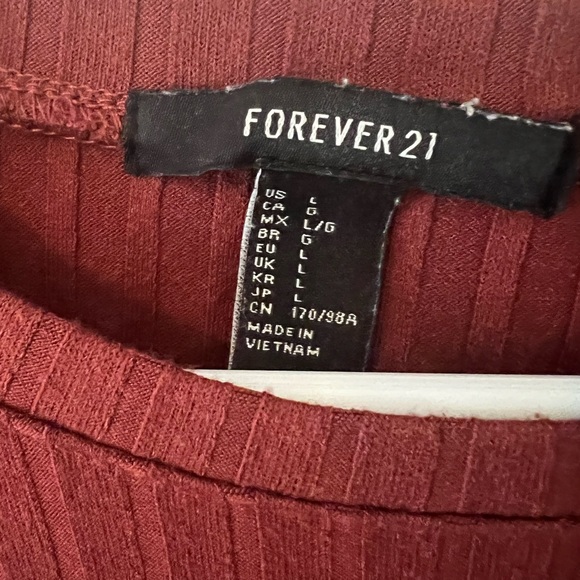 FOREVER 21
US L
CA G
MX L/G
BR G
EU L
UK L
KR L
JP L
CN 170/98A
MADE IN
VIETNAM